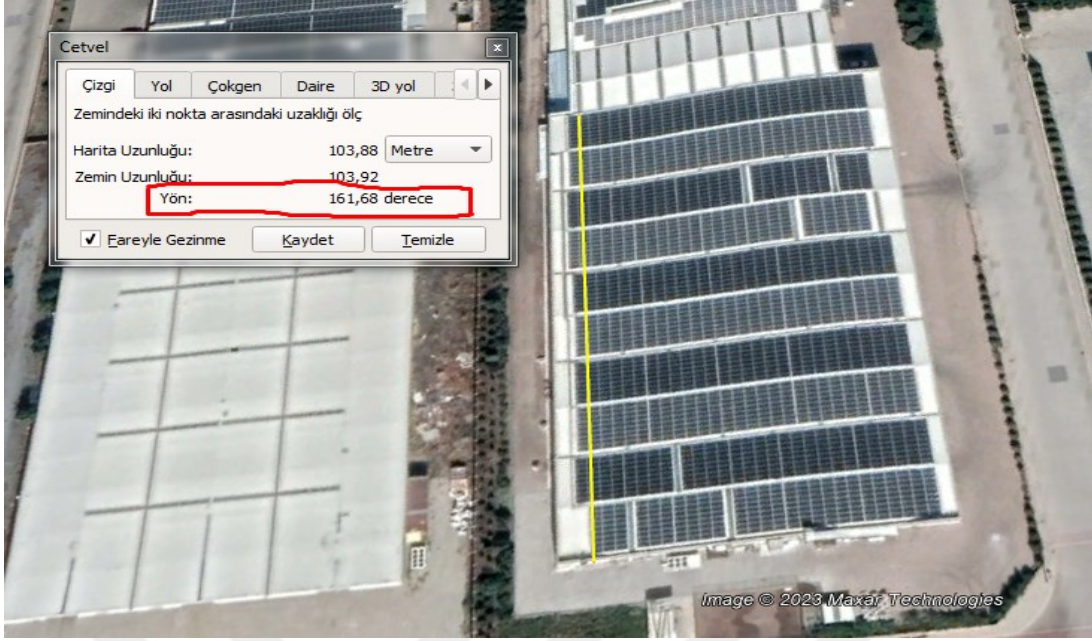 Cetvel
Çizgi Yol Çokgen Daire 3D yol
Zemindeki iki nokta arasındaki uzaklığı ölç
Harita Uzunluğu: 103,88 Metre
Zemin Uzunluğu: 103,92
Yön: 161,68 derece
Fareyle Gezinme Kaydet Temizle
Image © 2023 Maxar Technologies